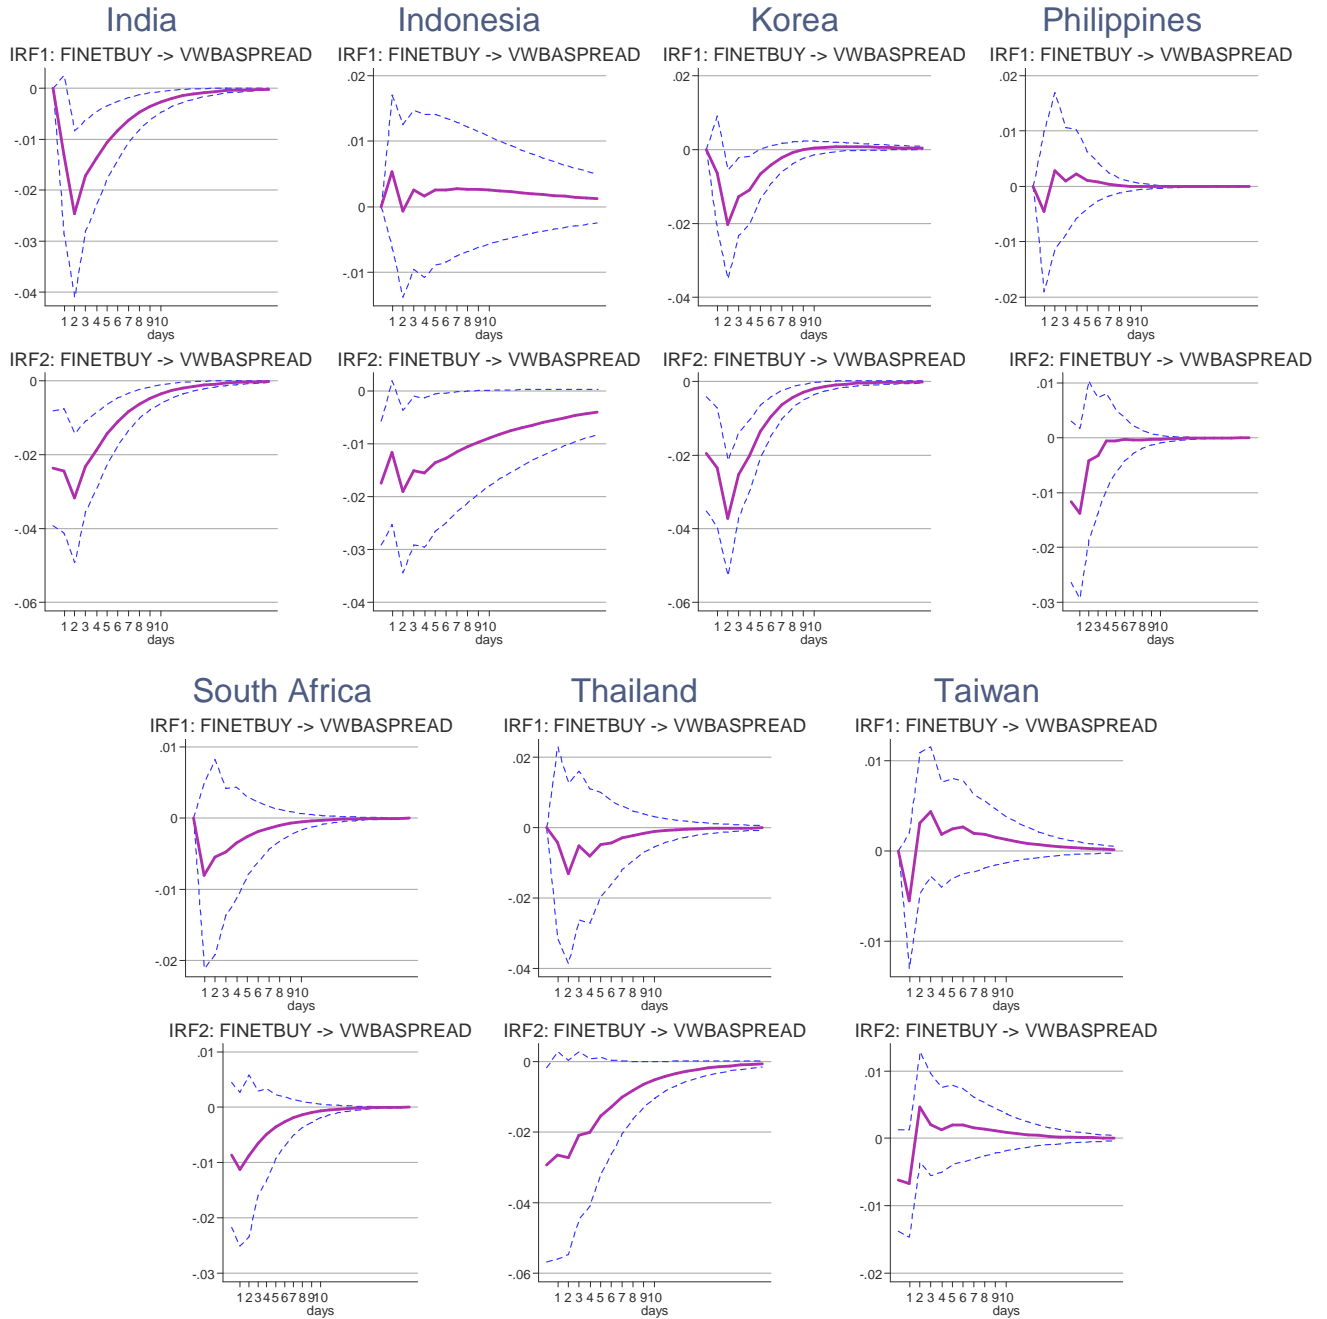 India Indonesia Korea Philippines
IRF1: FINETBUY -> VWBASPREAD IRF1: FINETBUY -> VWBASPREAD IRF1: FINETBUY -> VWBASPREAD IRF1: FINETBUY -> VWBASPREAD
0 -.01 -.02 -.03 -.04
1 2 3 4 5 6 7 8 910
days
.02 .01 0 -.01
1 2 3 4 5 6 7 8 910
days
.02 0 -.02 -.04
1 2 3 4 5 6 7 8 910
days
.02 .01 0 -.01 -.02
1 2 3 4 5 6 7 8 910
days
IRF2: FINETBUY -> VWBASPREAD IRF2: FINETBUY -> VWBASPREAD IRF2: FINETBUY -> VWBASPREAD IRF2: FINETBUY -> VWBASPREAD
0 -.02 -.04 -.06
1 2 3 4 5 6 7 8 910
days
0 -.01 -.02 -.03 -.04
1 2 3 4 5 6 7 8 910
days
0 -.02 -.04 -.06
1 2 3 4 5 6 7 8 910
days
.01 0 -.01 -.02 -.03
1 2 3 4 5 6 7 8 910
days
South Africa Thailand Taiwan
IRF1: FINETBUY -> VWBASPREAD IRF1: FINETBUY -> VWBASPREAD IRF1: FINETBUY -> VWBASPREAD
.01 0 -.01 -.02
1 2 3 4 5 6 7 8 910
days
.02 0 -.02 -.04
1 2 3 4 5 6 7 8 910
days
.01 0 -.01
1 2 3 4 5 6 7 8 910
days
IRF2: FINETBUY -> VWBASPREAD IRF2: FINETBUY -> VWBASPREAD IRF2: FINETBUY -> VWBASPREAD
.01 0 -.01 -.02 -.03
1 2 3 4 5 6 7 8 910
days
0 -.02 -.04 -.06
1 2 3 4 5 6 7 8 910
days
.01 0 -.01 -.02
1 2 3 4 5 6 7 8 910
days